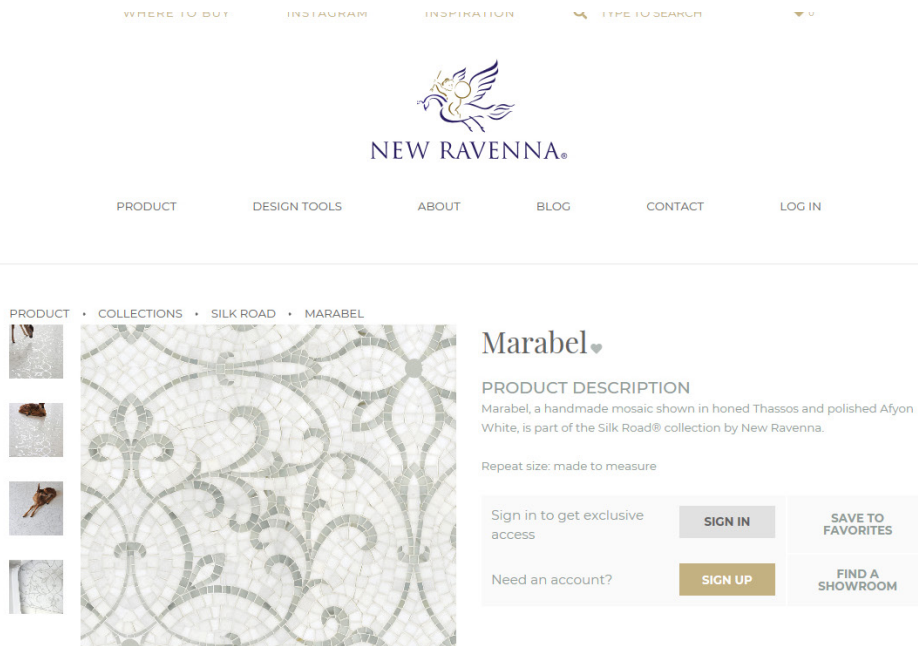 WHERE TO BUY INSTAGRAM INSPIRATION TYPE TO SEARCH 0
NEW RAVENNA®
PRODUCT DESIGN TOOLS ABOUT BLOG CONTACT LOG IN
PRODUCT • COLLECTIONS • SILK ROAD • MARABEL
Marabel
PRODUCT DESCRIPTION
Marabel, a handmade mosaic shown in honed Thassos and polished Afyon
White, is part of the Silk Road® collection by New Ravenna.
Repeat size: made to measure
Sign in to get exclusive
access
SIGN IN
SAVE TO
FAVORITES
Need an account?
SIGN UP
FIND A
SHOWROOM